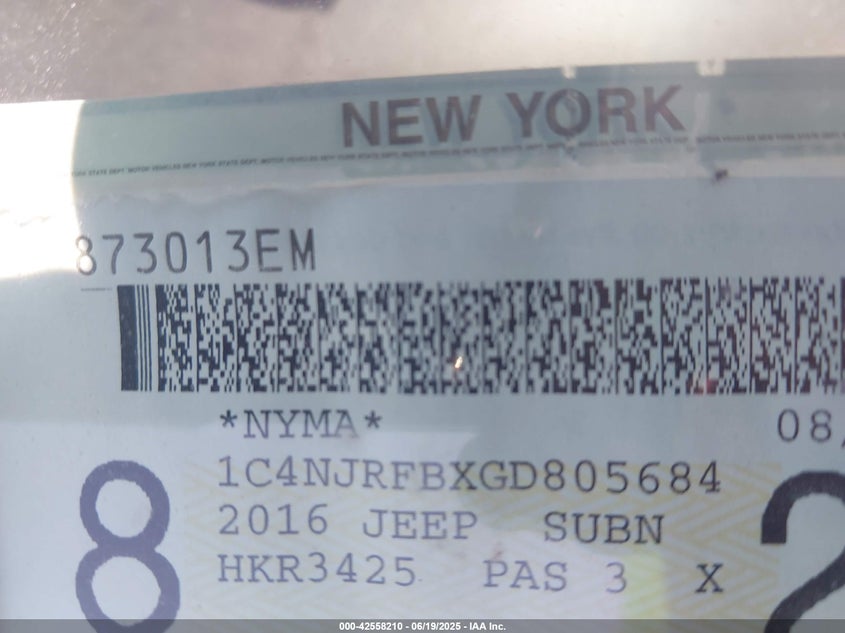 NEW YORK
873013EM
*NYMA*
08
1C4NJRFBXGD805684
2016 JEEP SUBN
HKR3425 PAS 3 X
8
2
000-42558210 - 06/19/2025 - IAA Inc.